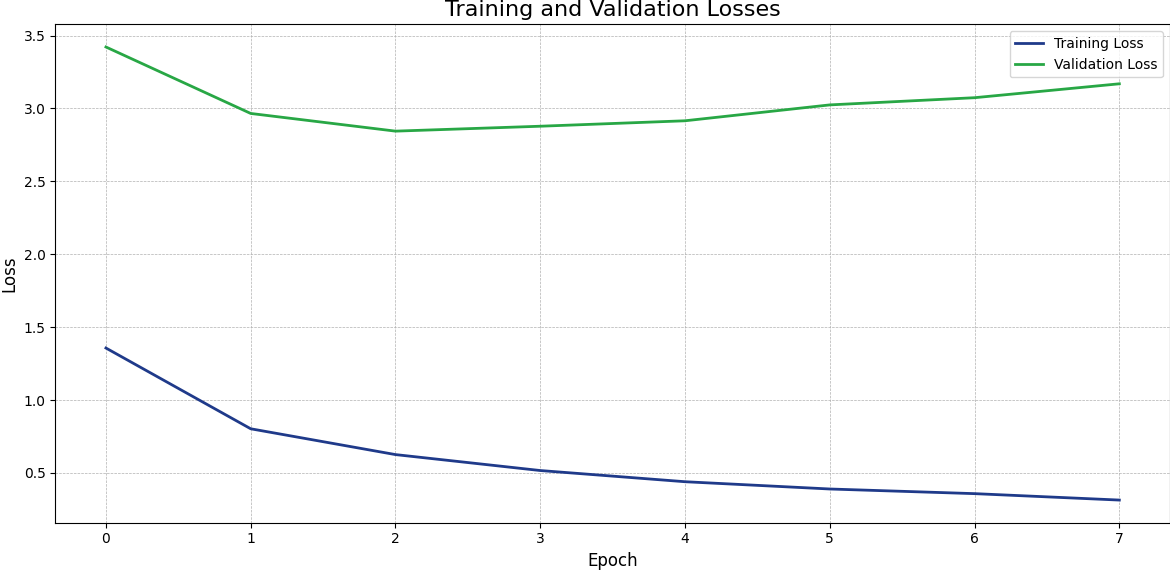 Training and Validation Losses
Training Loss
Validation Loss
3.5
3.0
2.5
2.0
1.5
1.0
0.5
Loss
0 1 2 3 4 5 6 7
Epoch